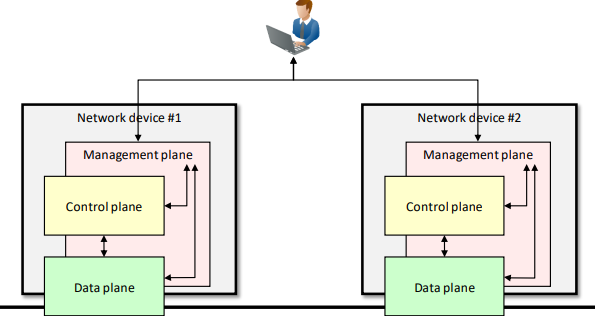 Network device #1
Management plane
Control plane
Data plane
Network device #2
Management plane
Control plane
Data plane